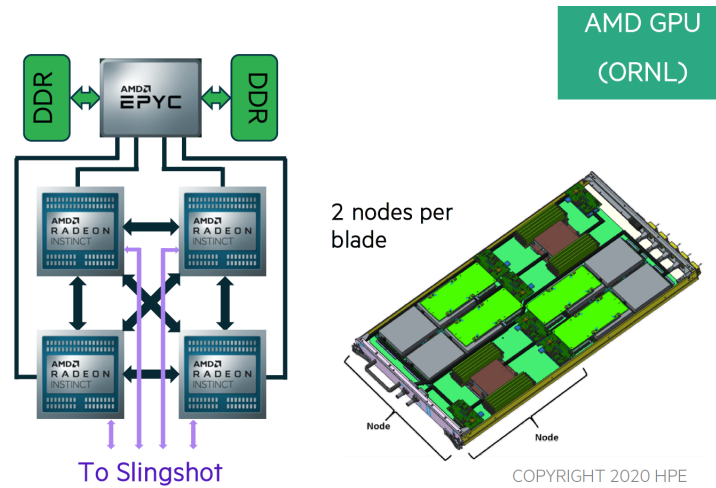 AMD GPU
(ORNL)
DDR
AMD
EPYC
DDR
AMD
RADEON
INSTINCT
AMD
RADEON
INSTINCT
AMD
RADEON
INSTINCT
AMD
RADEON
INSTINCT
To Slingshot
2 nodes per
blade
Node
Node
COPYRIGHT 2020 HPE